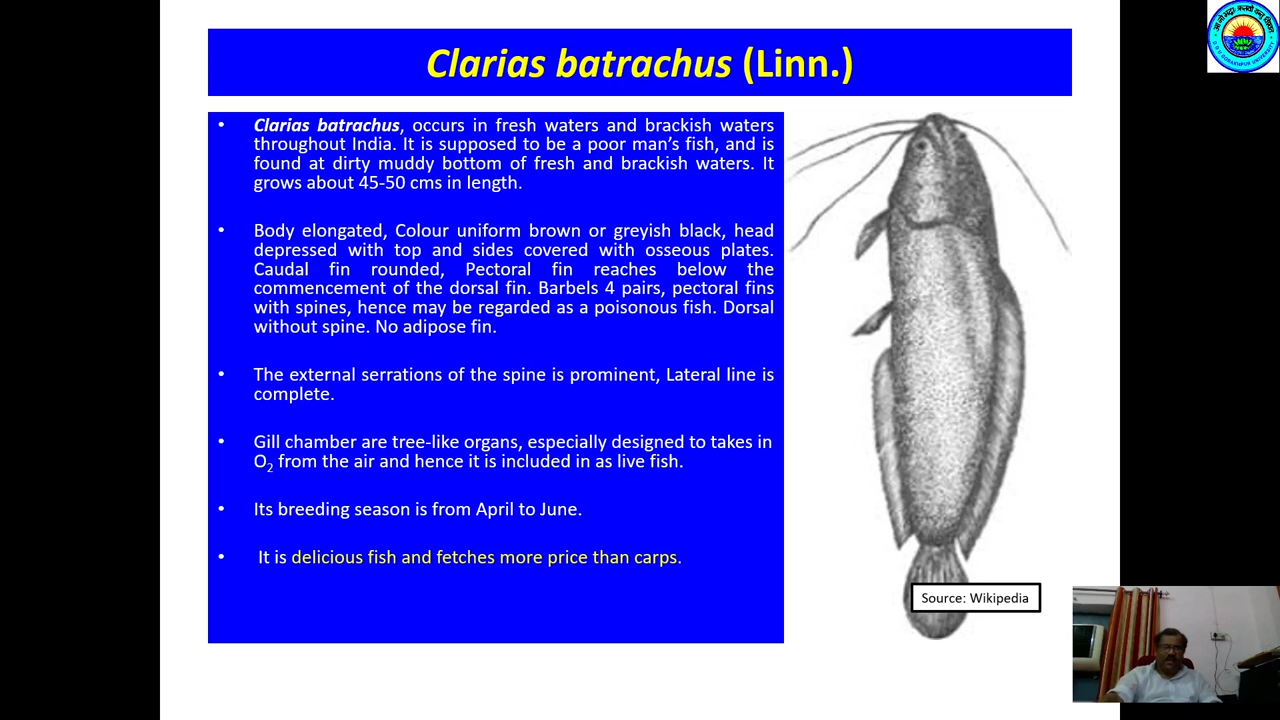 Clarias batrachus (Linn.)
• Clarias batrachus, occurs in fresh waters and brackish waters
throughout India. It is supposed to be a poor man's fish, and is
found at dirty muddy bottom of fresh and brackish waters. It
grows about 45-50 cms in length.
• Body elongated, Colour uniform brown or greyish black, head
depressed with top and sides covered with osseous plates.
Caudal fin rounded, Pectoral fin reaches below the
commencement of the dorsal fin. Barbels 4 pairs, pectoral fins
with spines, hence may be regarded as a poisonous fish. Dorsal
without spine. No adipose fin.
• The external serrations of the spine is prominent, Lateral line is
complete.
• Gill chamber are tree-like organs, especially designed to takes in
O₂ from the air and hence it is included in as live fish.
• Its breeding season is from April to June.
• It is delicious fish and fetches more price than carps.
Source: Wikipedia